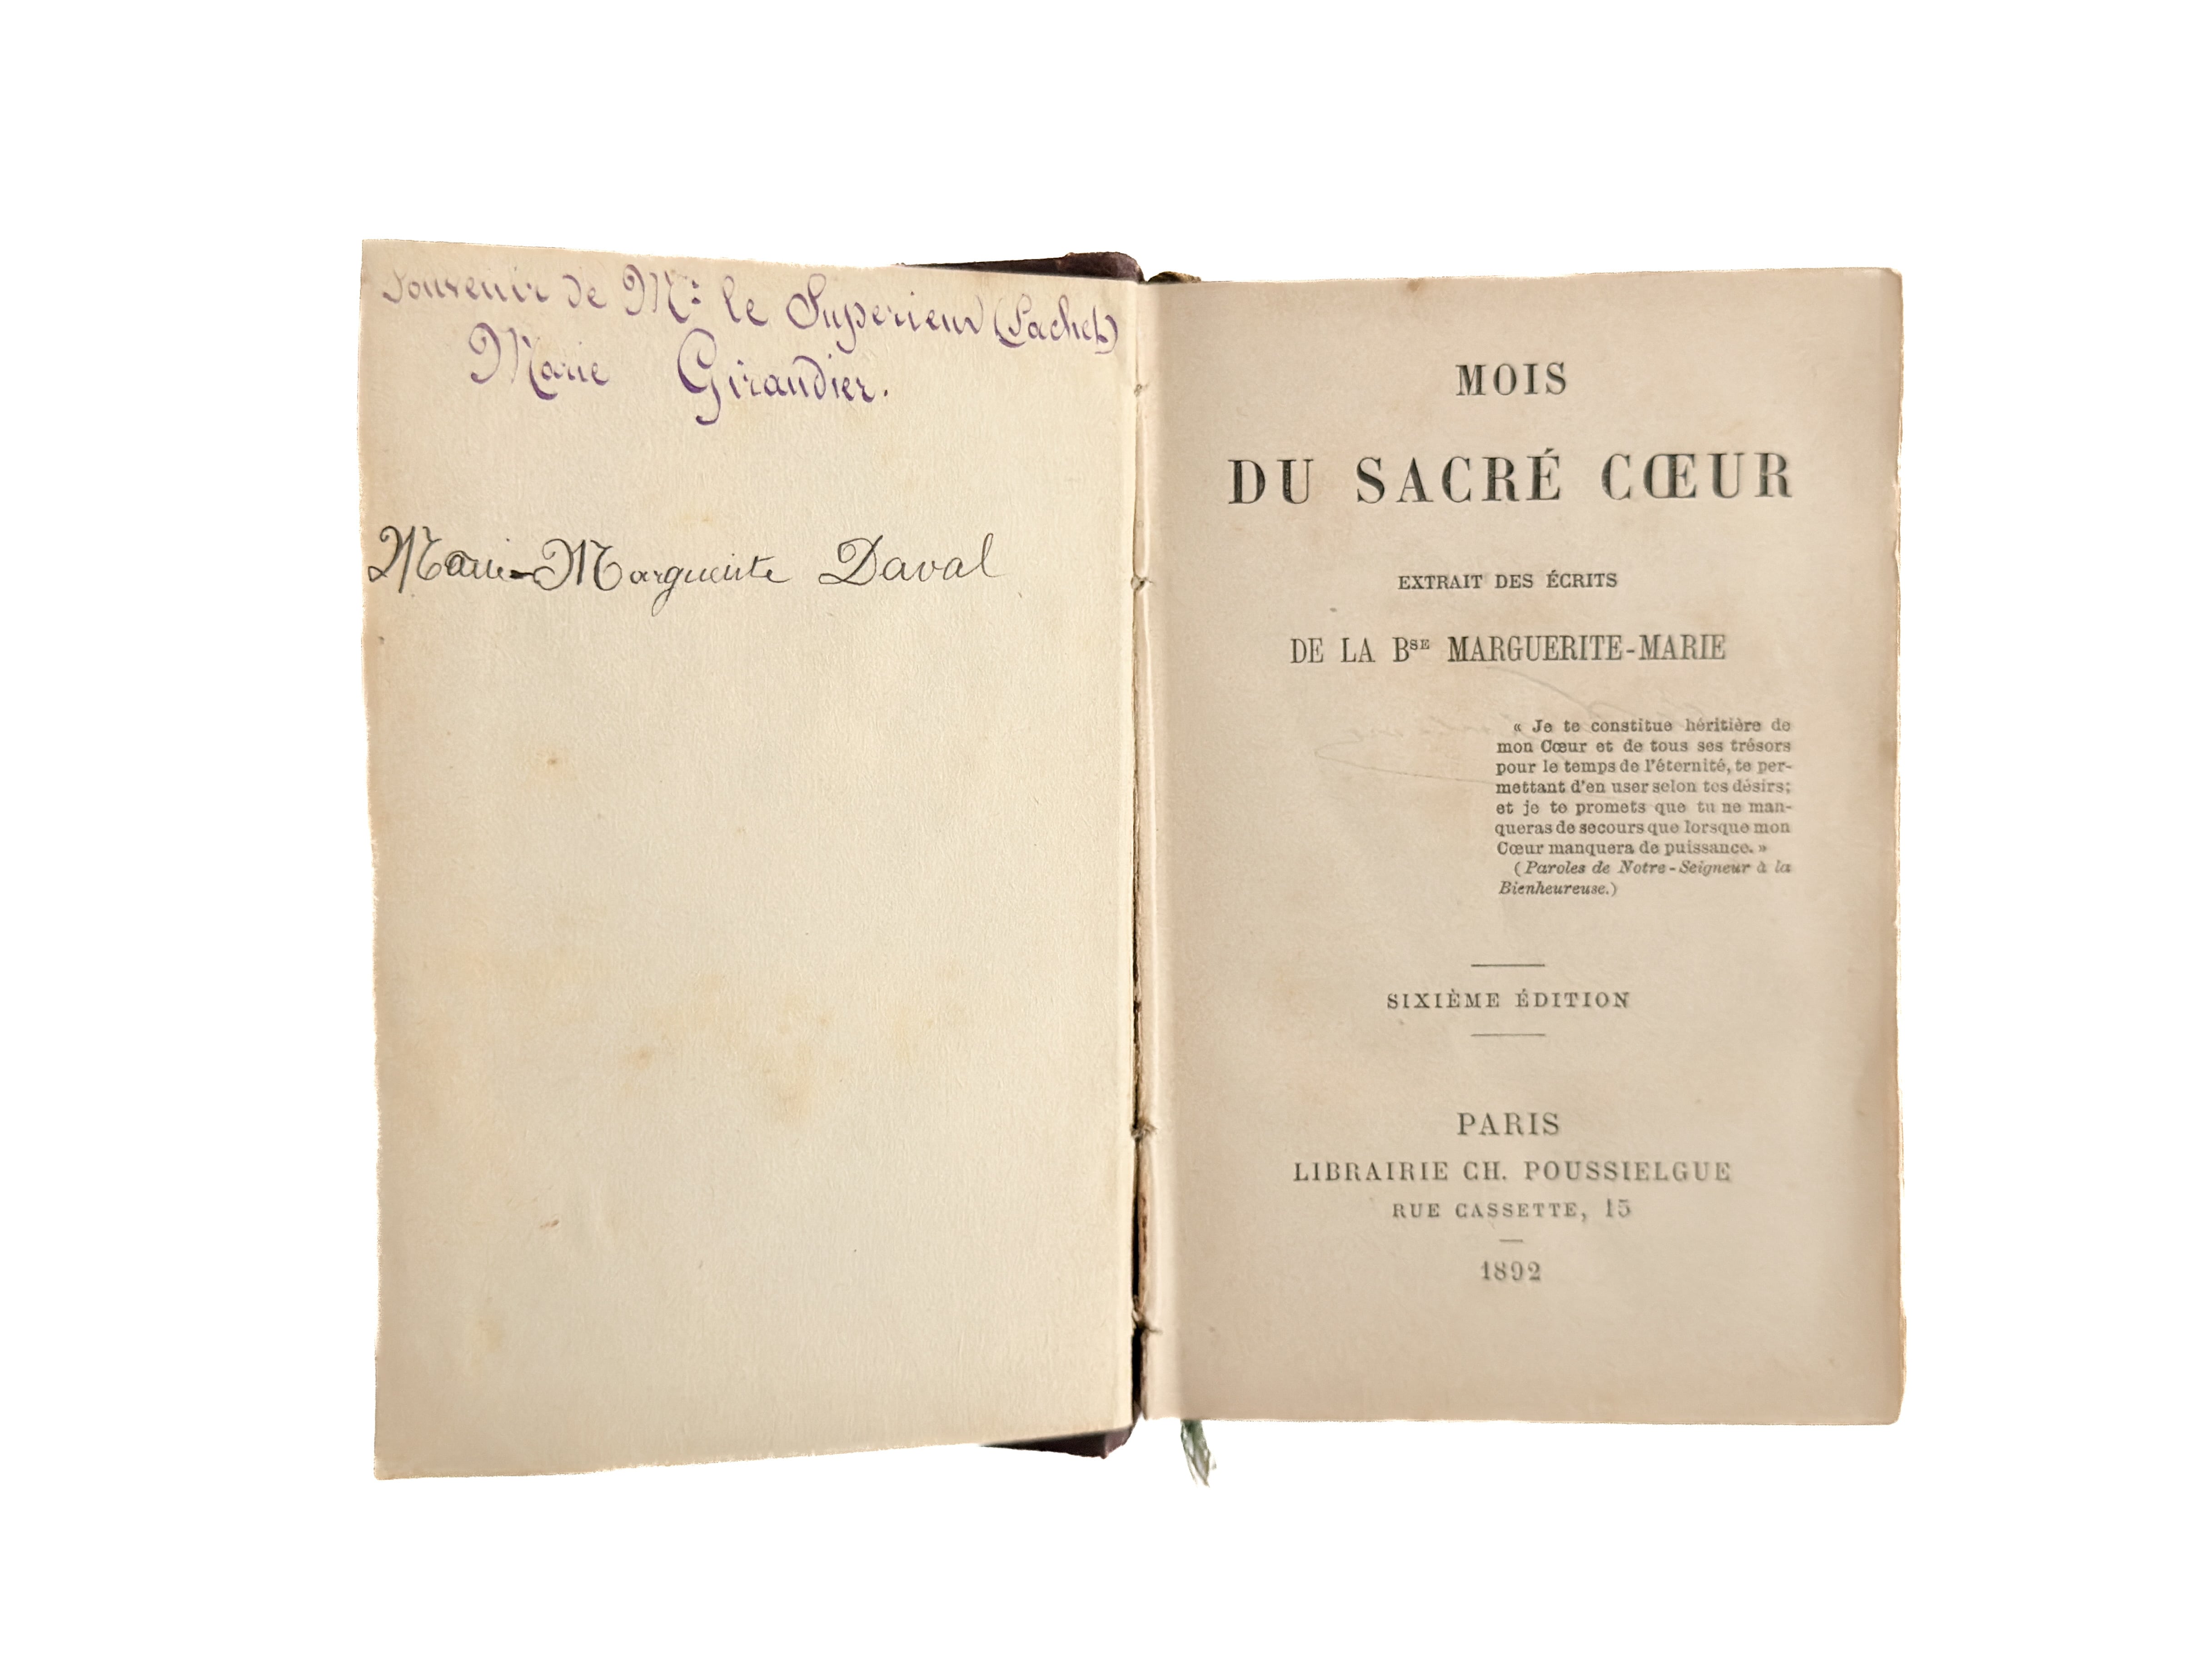 Souvenir de Mr le Superieur (Lachet)
Marie Girandier.
Marie-Marguerite Daval
MOIS
DU SACRÉ CŒUR
EXTRAIT DES ÉCRITS
DE LA BSE MARGUERITE-MARIE
« Je te constitue héritière de
mon Cœur et de tous ses trésors
pour le temps de l'éternité, te per-
mettant d'en user selon tes désirs;
et je te promets que tu ne man-
queras de secours que lorsque mon
Cœur manquera de puissance. »
(Paroles de Notre-Seigneur à la
Bienheureuse.)
SIXIÈME ÉDITION
PARIS
LIBRAIRIE CH. POUSSIELGUE
RUE CASSETTE, 15
1892